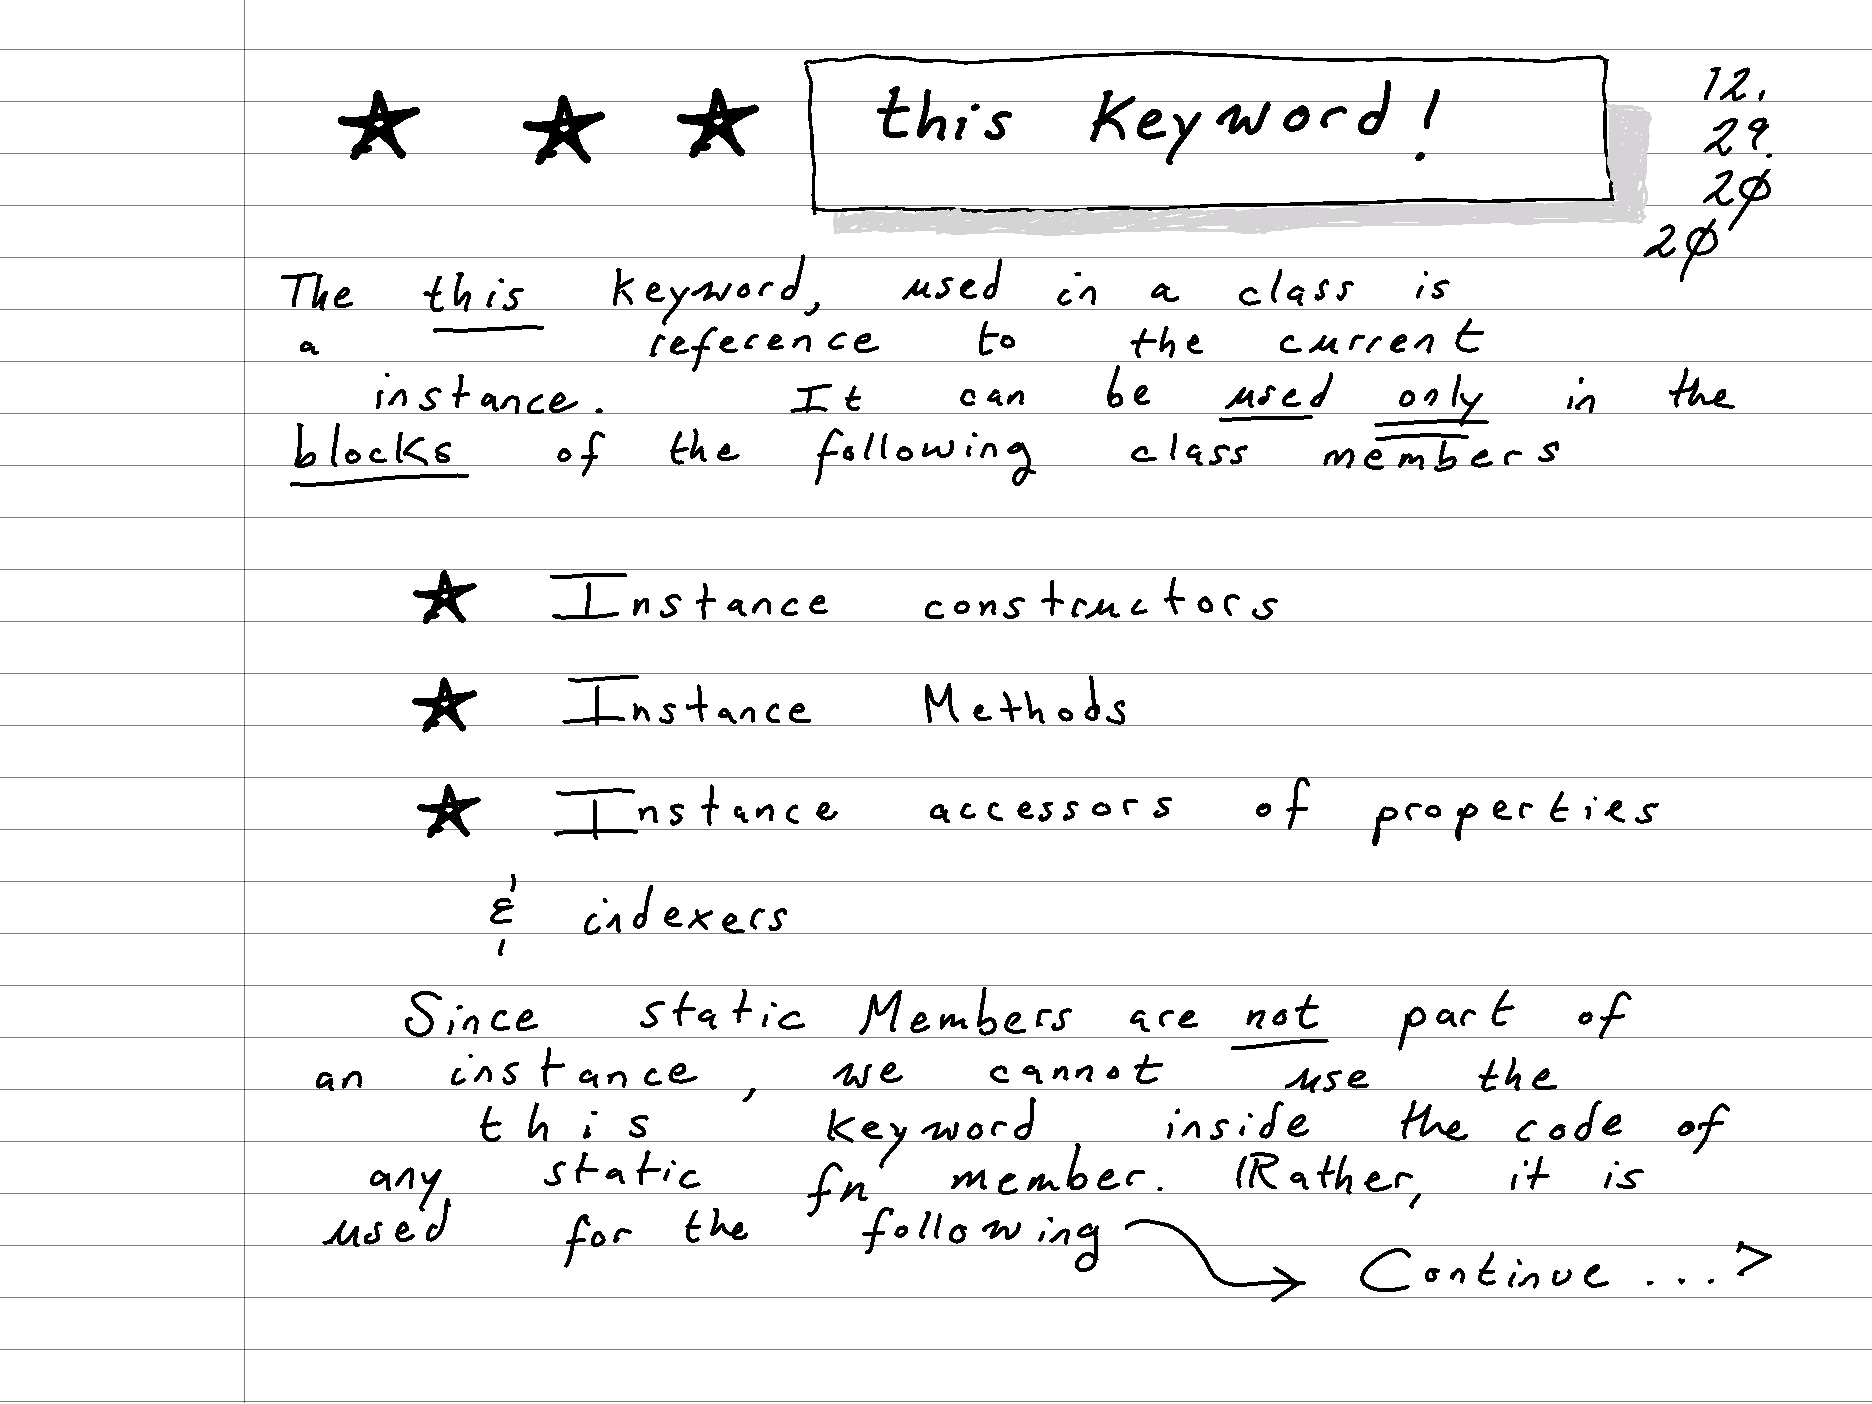 this Keyword!
12.
29.
20
20
The this keyword, used in a class is
a reference to the current
instance. It can be used only in the
blocks of the following class members
Instance constructors
Instance Methods
Instance accessors of properties
& indexers
Since static Members are not part of
an instance, we cannot use the
this keyword, inside the code of
any static fn member. Rather, it is
used for the following
Continue ...>